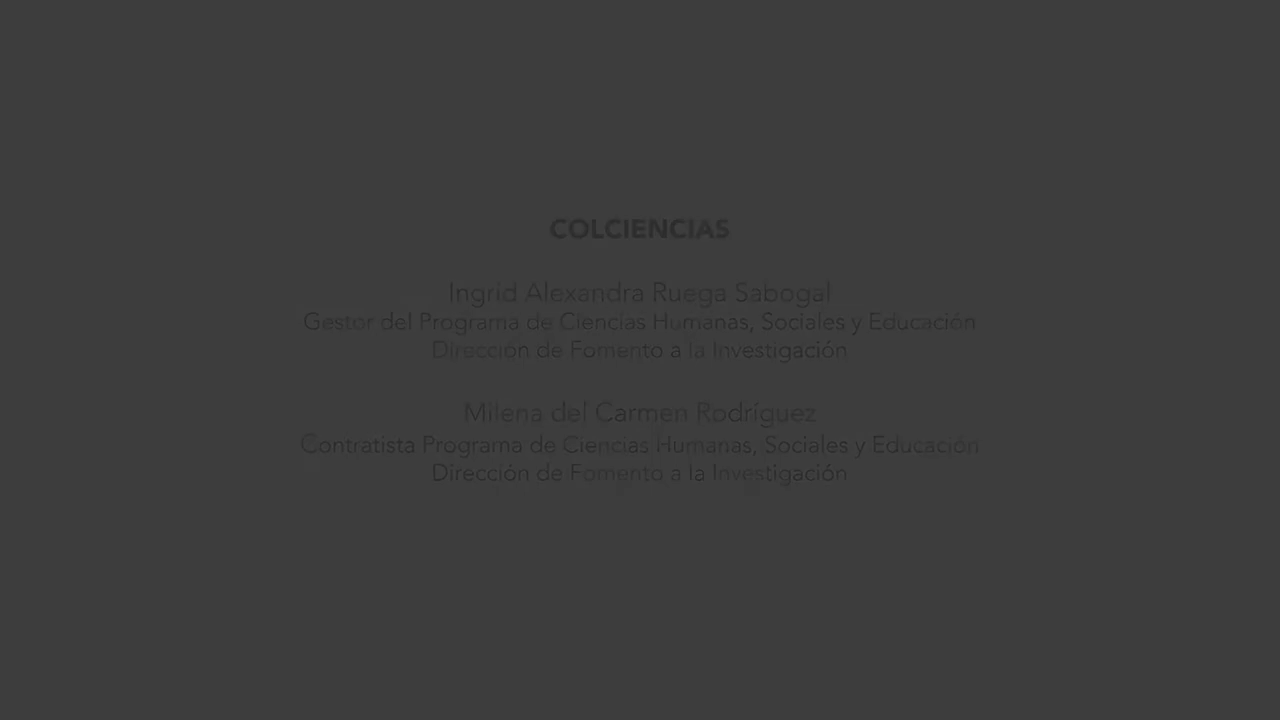 COLCIENCIAS
Ingrid Alexandra Ruega Sabogal
Gestor del Programa de Ciencias Humanas, Sociales y Educación
Dirección de Fomento a la Investigación
Milena del Carmen Rodríguez
Contratista Programa de Ciencias Humanas, Sociales y Educación
Dirección de Fomento a la Investigación